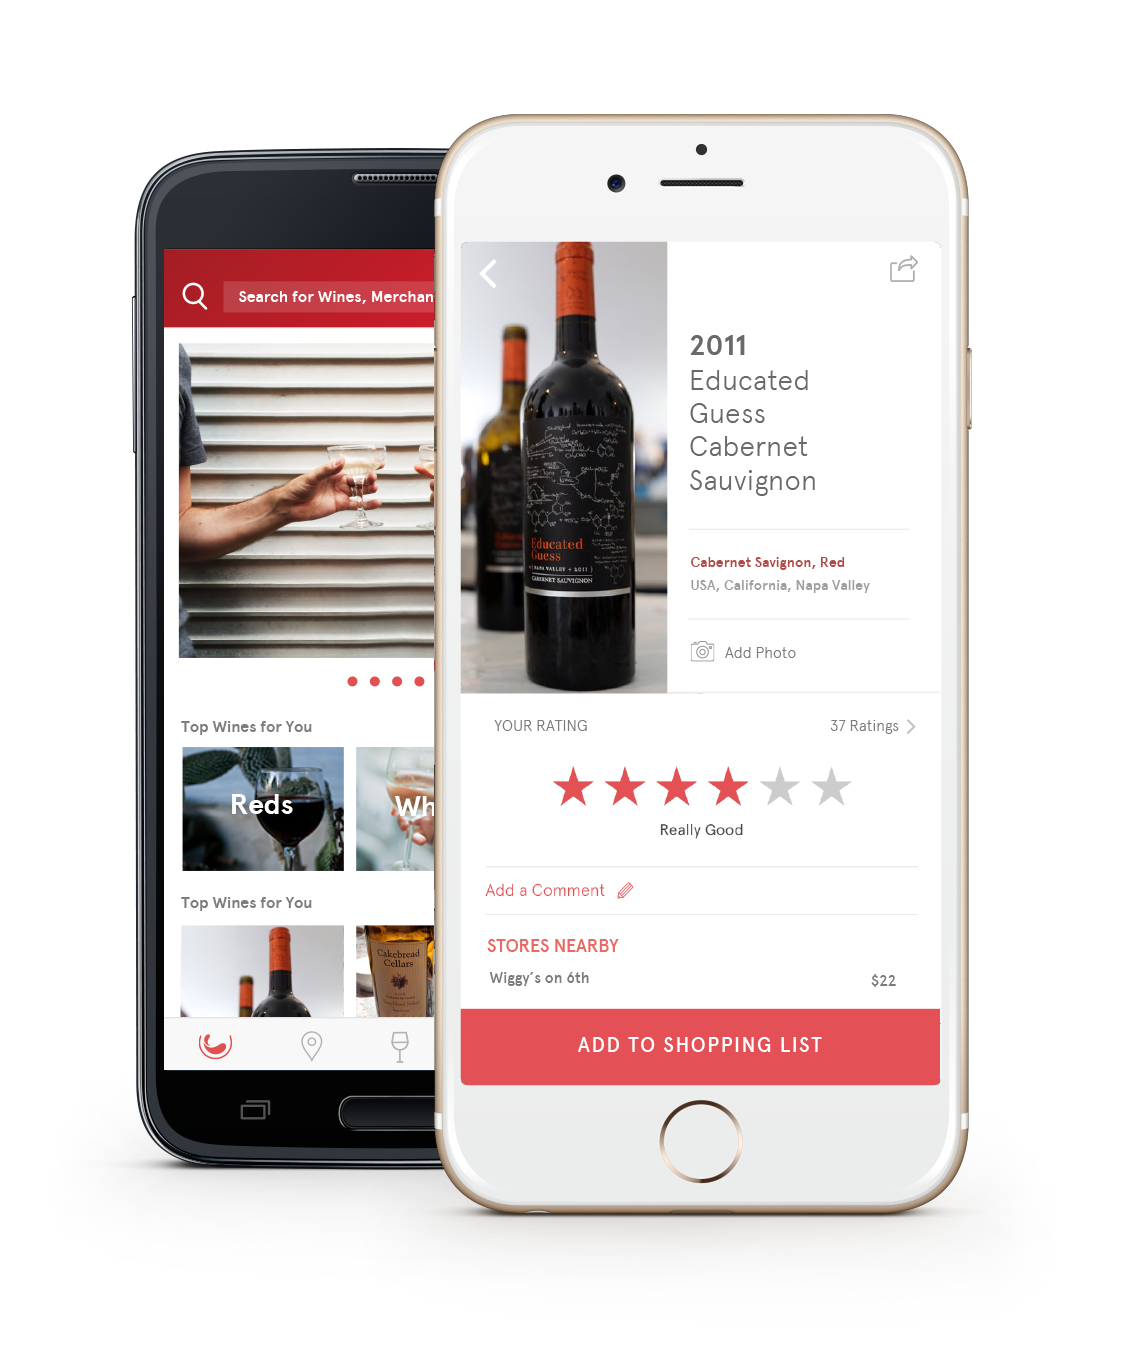 Search for Wines, Merchan
Top Wines for You
Reds
Wh
Top Wines for You
Cakebread
Cellars
2011
Educated
Guess
Cabernet
Sauvignon
Educated
Guess
NAPA VALLEY • 2011
CABERNET SAUVIGNON
Cabernet Savignon, Red
USA, California, Napa Valley
Add Photo
YOUR RATING
37 Ratings
Really Good
Add a Comment
STORES NEARBY
Wiggy's on 6th
$22
ADD TO SHOPPING LIST